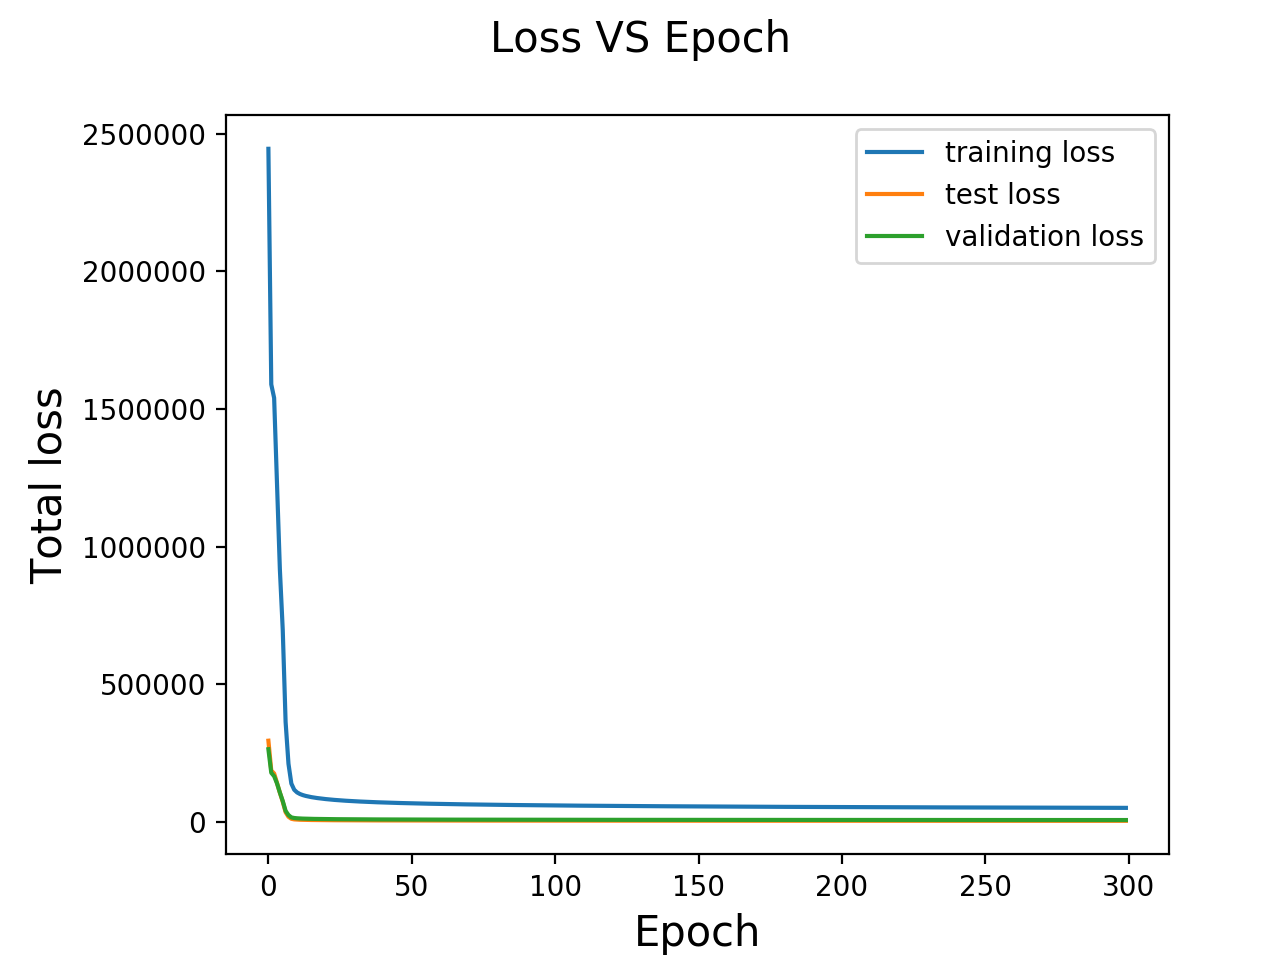 Loss VS Epoch
2500000
2000000
1500000
1000000
500000
0
Total loss
training loss
test loss
validation loss
0 50 100 150 200 250 300
Epoch